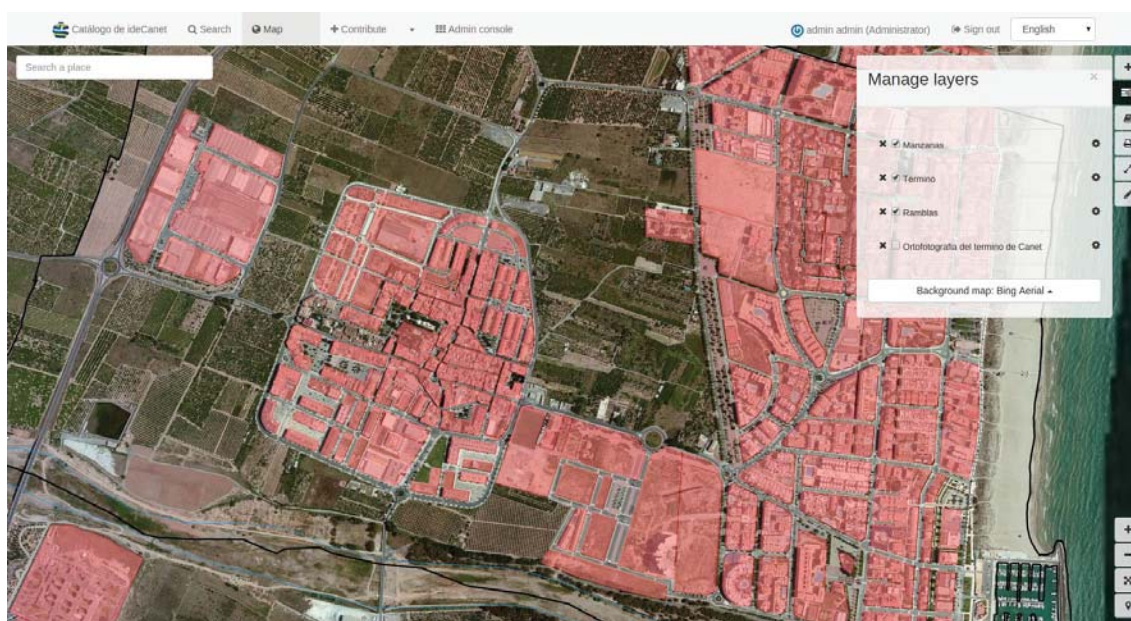 Catálogo de ideCanet Search Map Contribute Admin console admin admin (Administrator) Sign out English
Search a place
Manage layers
Manzanas
Termino
Ramblas
Ortofotografia del termino de Canet
Background map: Bing Aerial